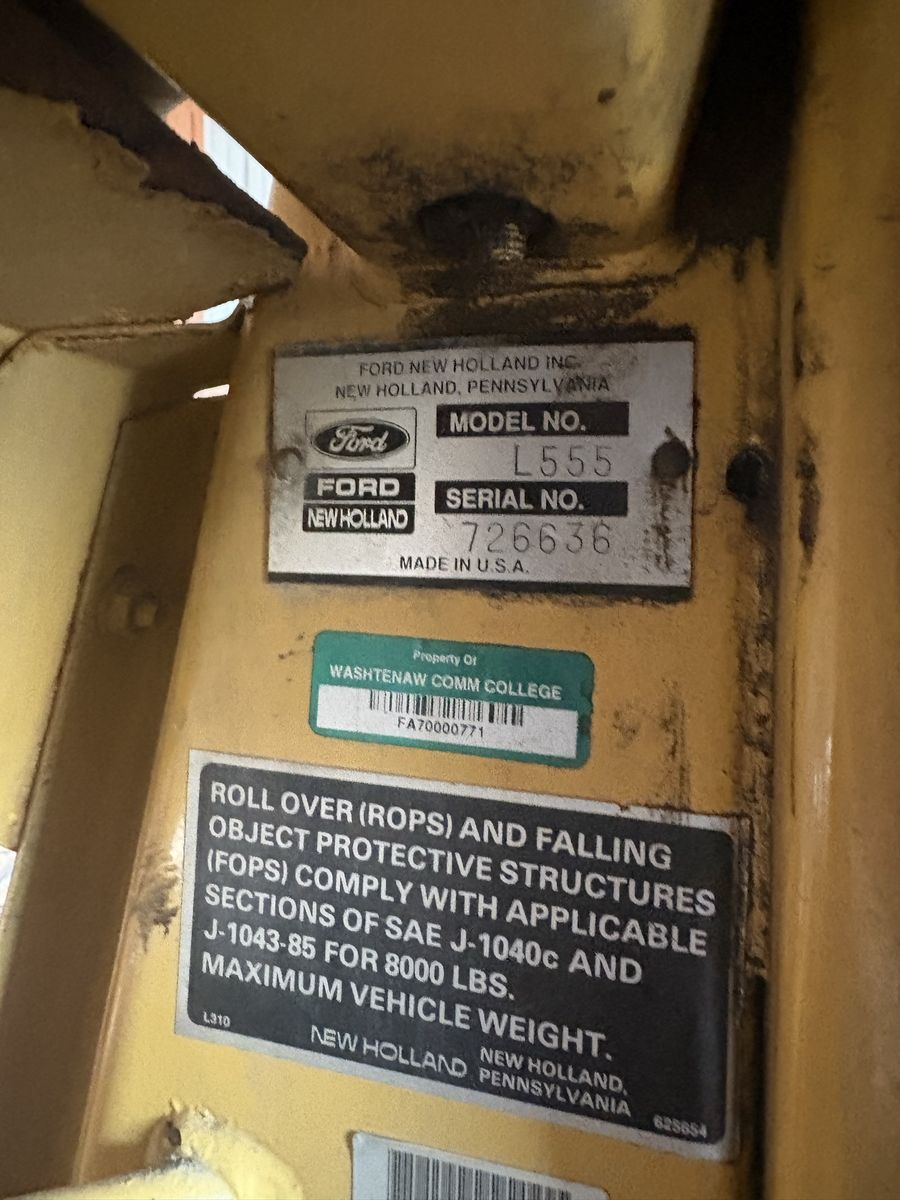 FORD NEW HOLLAND INC.
NEW HOLLAND, PENNSYLVANIA
Ford
FORD
NEW HOLLAND
MODEL NO.
L555
SERIAL NO.
726636
MADE IN U.S.A.
Property Of
WASHTENAW COMM COLLEGE
FA70000771
ROLL OVER (ROPS) AND FALLING
OBJECT PROTECTIVE STRUCTURES
(FOPS) COMPLY WITH APPLICABLE
SECTIONS OF SAE J-1040c AND
J-1043-85 FOR 8000 LBS.
MAXIMUM VEHICLE WEIGHT.
L310
NEW HOLLAND
NEW HOLLAND,
PENNSYLVANIA
625654